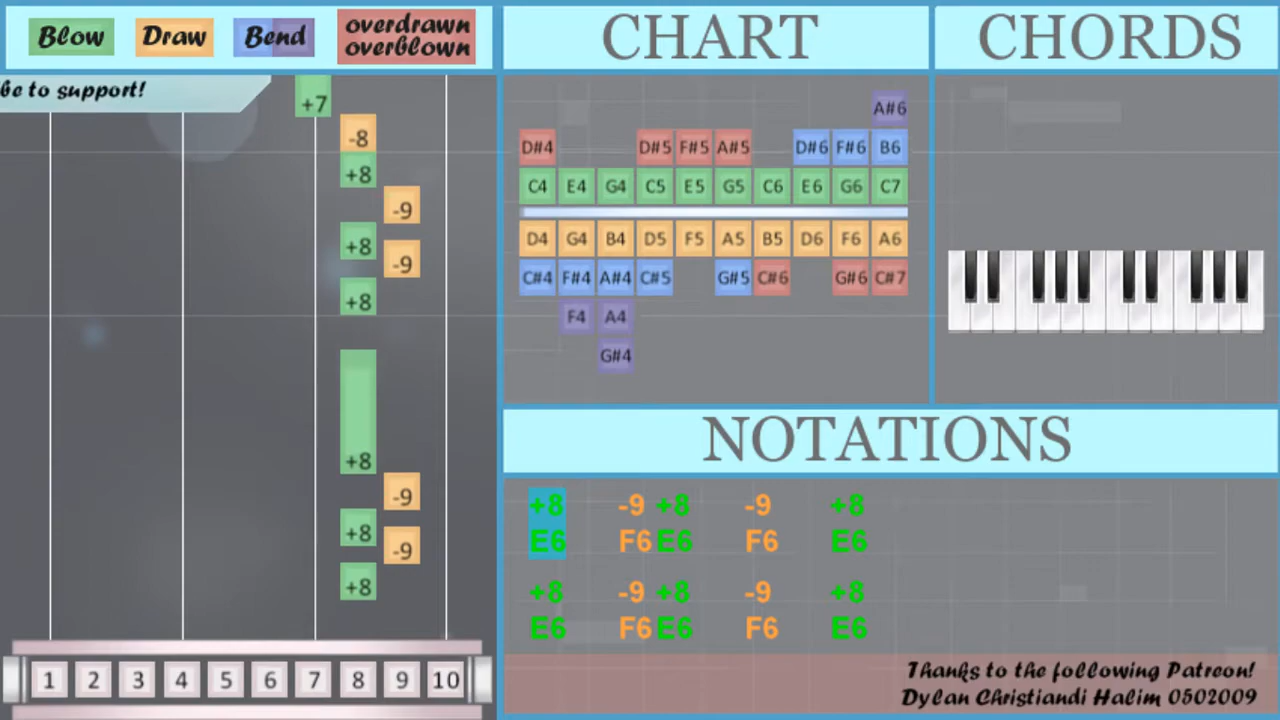 Blow Draw Bend overdrawn
overblown
CHART
CHORDS
be to support!
+7
-8
+8
-9
+8
-9
+8
+8
-9
+8
-9
+8
1 2 3 4 5 6 7 8 9 10
A#6
D#4 D#5 F#5 A#5 D#6 F#6 B6
C4 E4 G4 C5 E5 G5 C6 E6 G6 C7
D4 G4 B4 D5 F5 A5 B5 D6 F6 A6
C#4 F#4 A#4 C#5 G#5 C#6 G#6 C#7
F4 A4
G#4
NOTATIONS
+8 -9 +8 -9 +8
E6 F6 E6 F6 E6
+8 -9 +8 -9 +8
E6 F6 E6 F6 E6
Thanks to the following Patreon!
Dylan Christiandi Halim 0502009